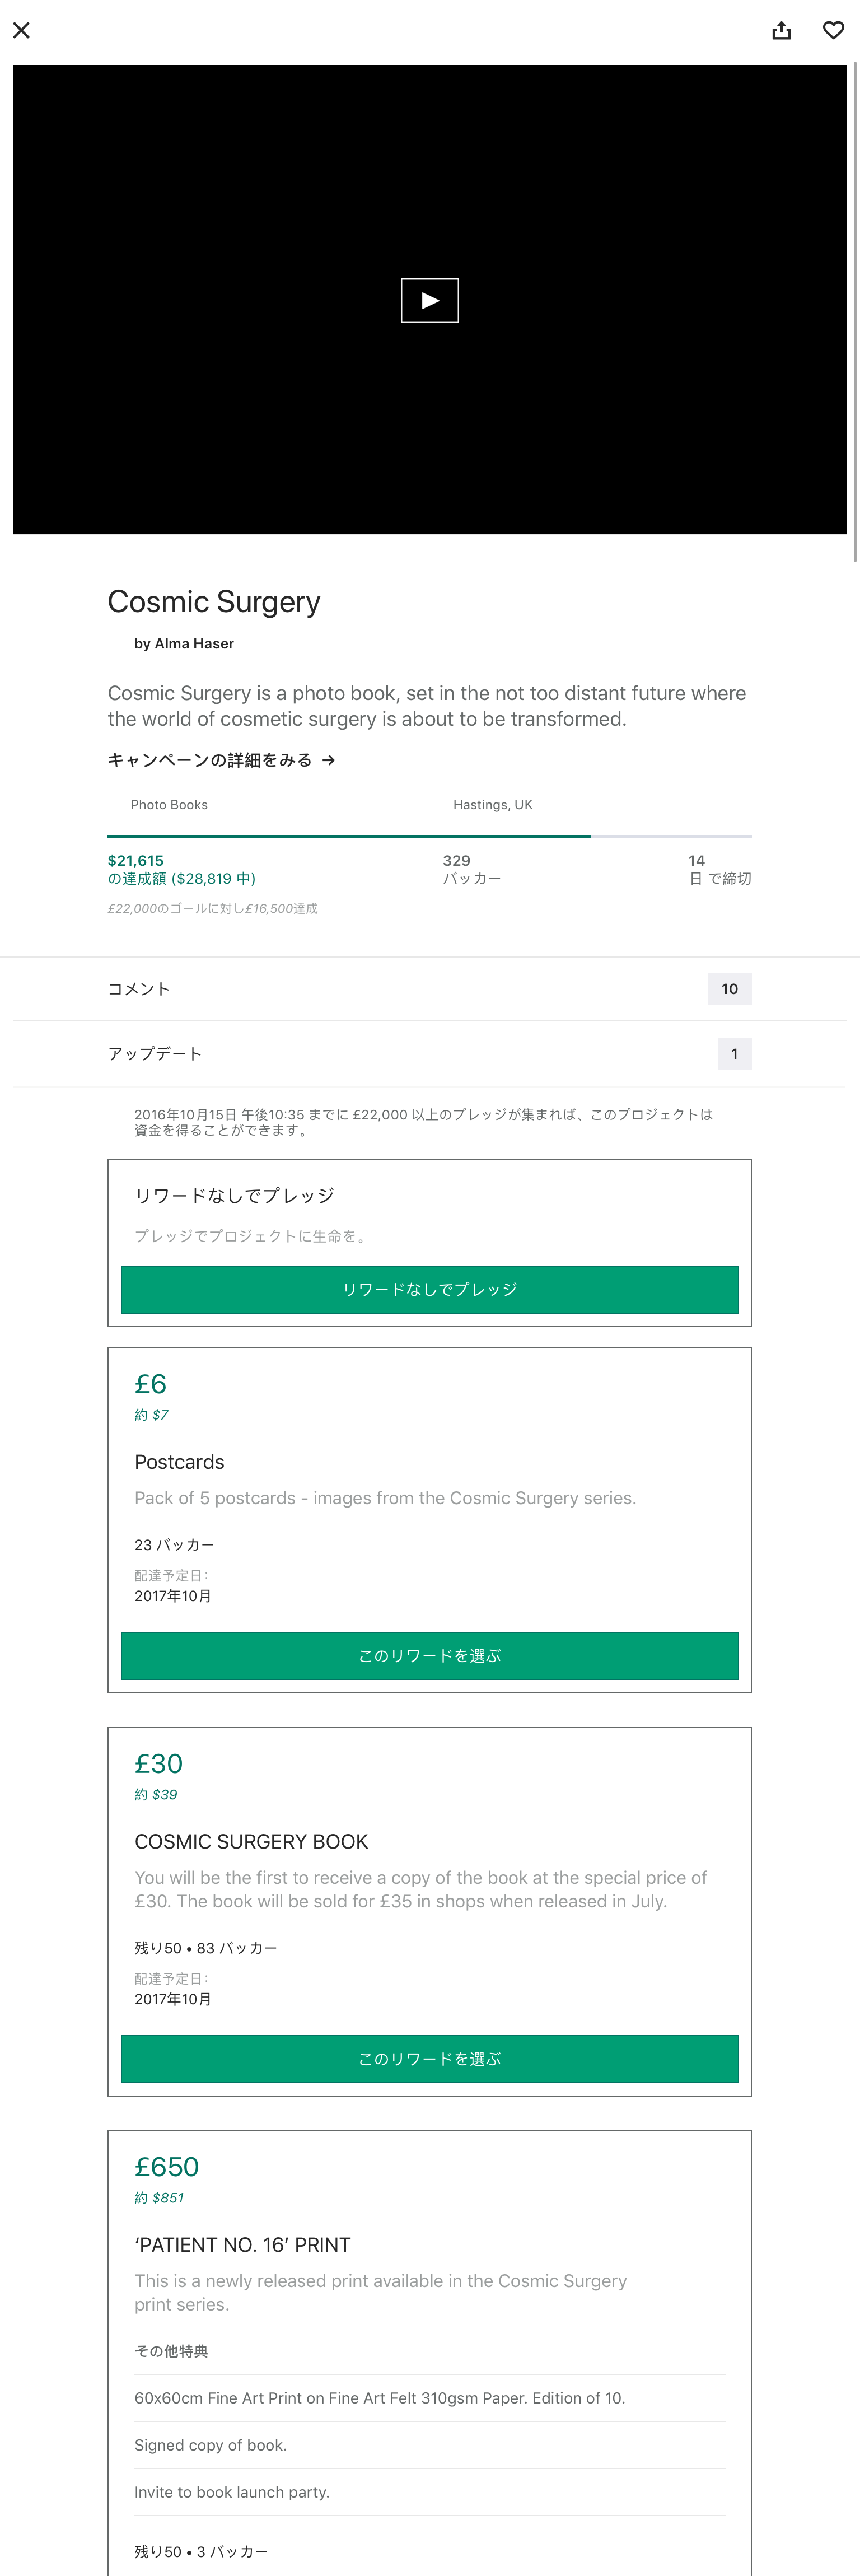 Cosmic Surgery
by Alma Haser
Cosmic Surgery is a photo book, set in the not too distant future where
the world of cosmetic surgery is about to be transformed.
キャンペーンの詳細をみる →
Photo Books
Hastings, UK
$21,615
の達成額 ($28,819 中)
329
バッカー
14
日 で締切
£22,000のゴールに対し£16,500達成
コメント
10
アップデート
1
2016年10月15日 午後10:35 までに £22,000 以上のプレッジが集まれば、このプロジェクトは
資金を得ることができます。
リワードなしでプレッジ
プレッジでプロジェクトに生命を。
リワードなしでプレッジ
£6
約 $7
Postcards
Pack of 5 postcards - images from the Cosmic Surgery series.
23 バッカー
配達予定日:
2017年10月
このリワードを選ぶ
£30
約 $39
COSMIC SURGERY BOOK
You will be the first to receive a copy of the book at the special price of
£30. The book will be sold for £35 in shops when released in July.
残り50 • 83 バッカー
配達予定日:
2017年10月
このリワードを選ぶ
£650
約 $851
‘PATIENT NO. 16’ PRINT
This is a newly released print available in the Cosmic Surgery
print series.
その他特典
60x60cm Fine Art Print on Fine Art Felt 310gsm Paper. Edition of 10.
Signed copy of book.
Invite to book launch party.
残り50 • 3 バッカー